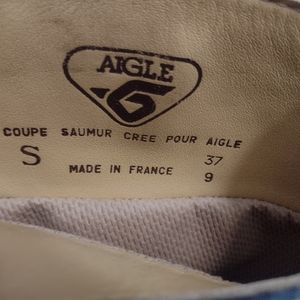 AIGLE
COUPE SAUMUR CREE POUR AIGLE
S 37
MADE IN FRANCE 9